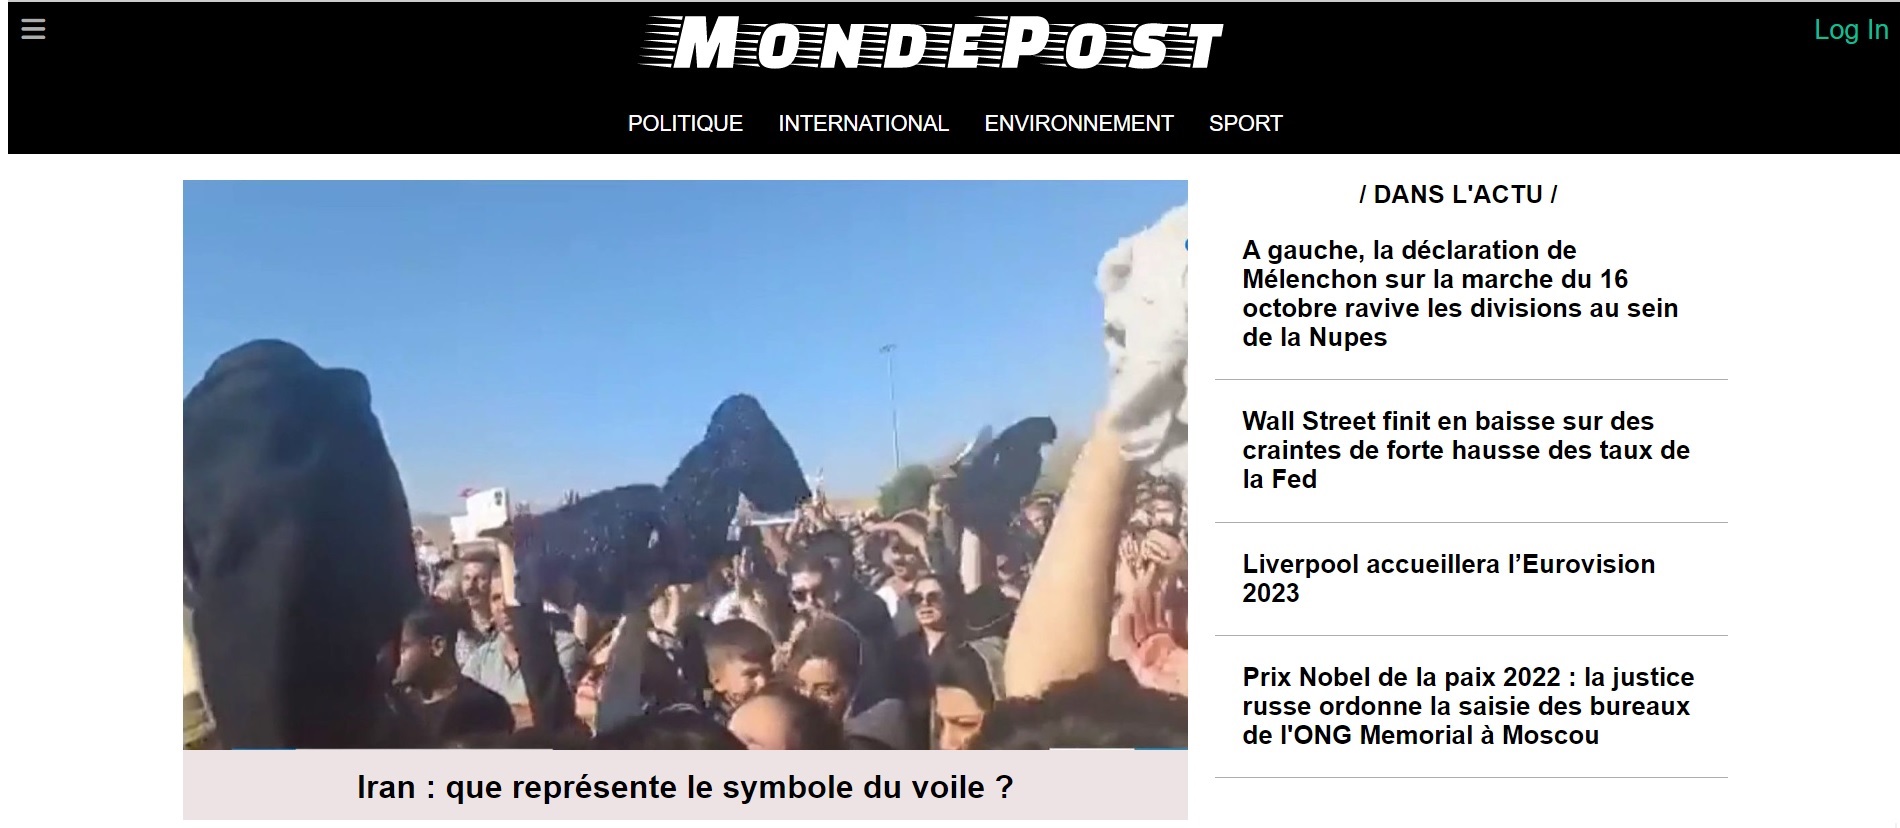 MONDEPOST
Log In
POLITIQUE INTERNATIONAL ENVIRONNEMENT SPORT
/ DANS L'ACTU /
A gauche, la déclaration de
Mélenchon sur la marche du 16
octobre ravive les divisions au sein
de la Nupes
Wall Street finit en baisse sur des
craintes de forte hausse des taux de
la Fed
Liverpool accueillera l’Eurovision
2023
Prix Nobel de la paix 2022 : la justice
russe ordonne la saisie des bureaux
de l'ONG Memorial à Moscou
Iran : que représente le symbole du voile ?